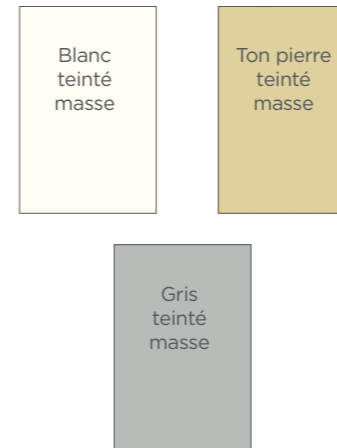 Blanc
teinté
masse
Ton pierre
teinté
masse
Gris
teinté
masse